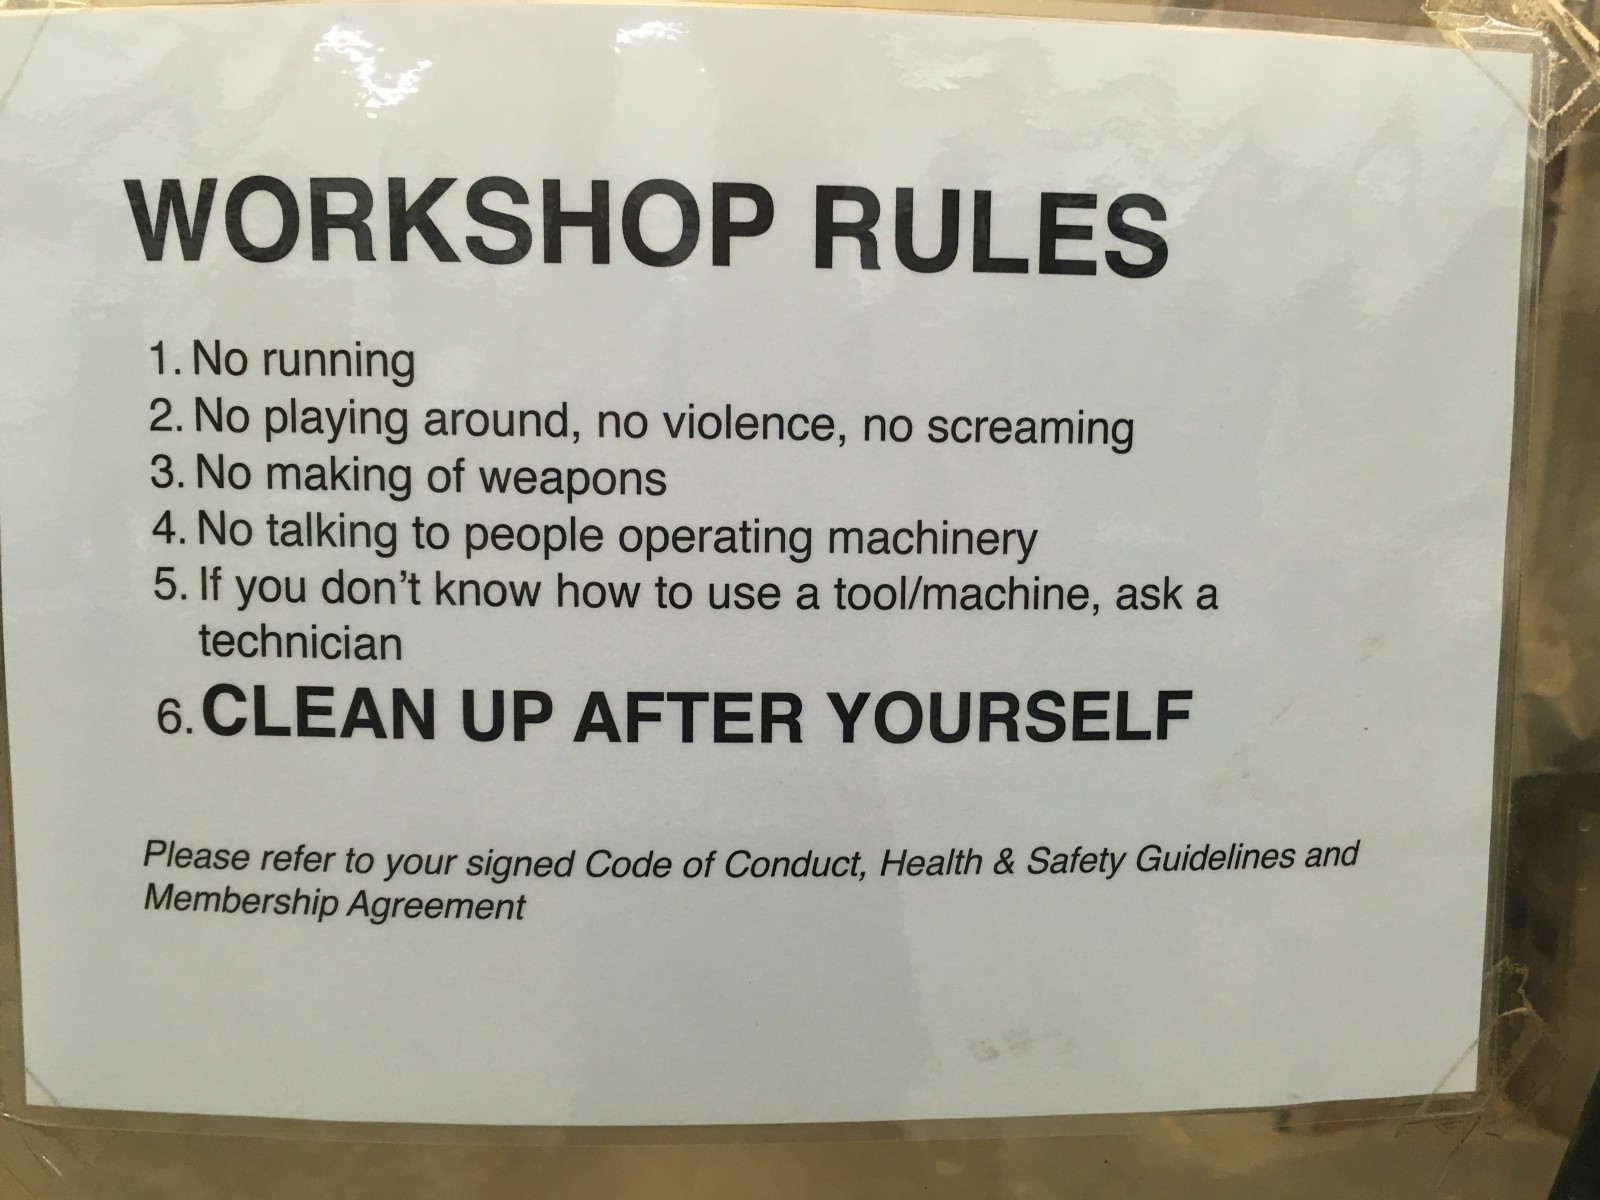 WORKSHOP RULES
1. No running
2. No playing around, no violence, no screaming
3. No making of weapons
4. No talking to people operating machinery
5. If you don’t know how to use a tool/machine, ask a
technician
6. CLEAN UP AFTER YOURSELF
Please refer to your signed Code of Conduct, Health & Safety Guidelines and
Membership Agreement